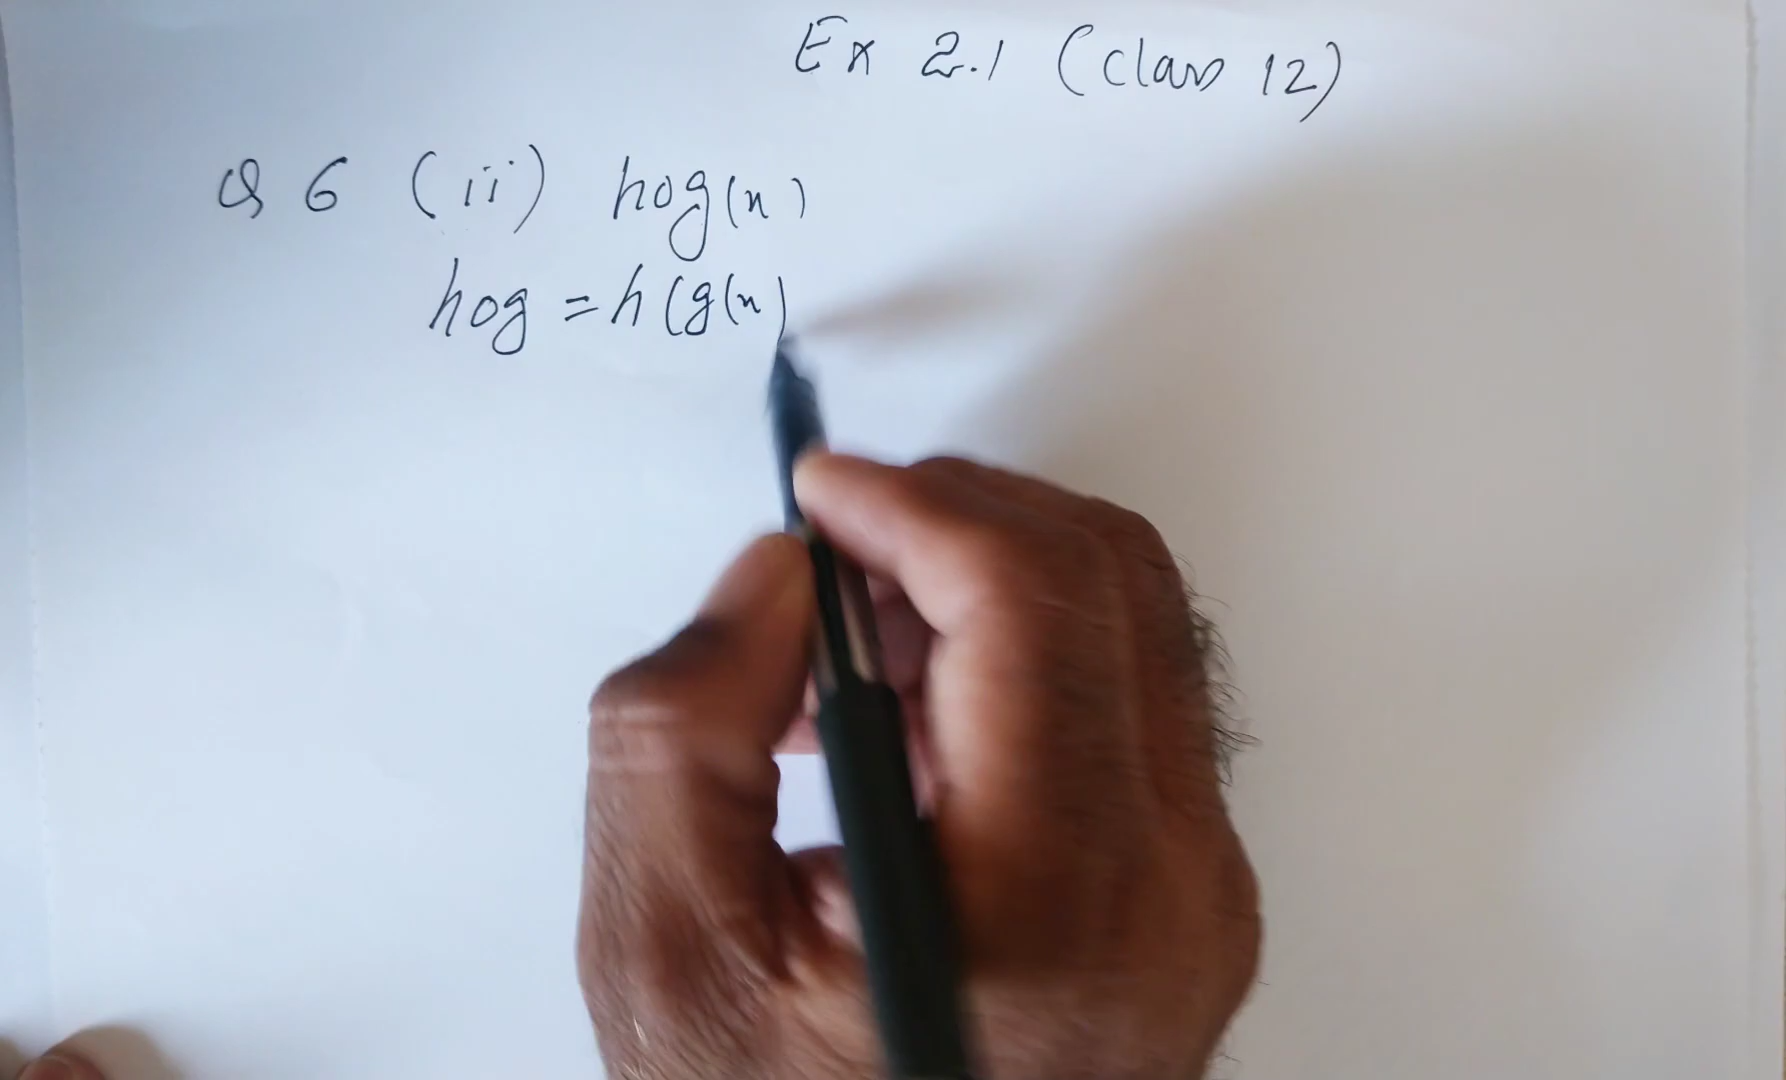 Ex 2.1 (Class 12)
Q 6 (ii) hog(x)
hog = h(g(x)